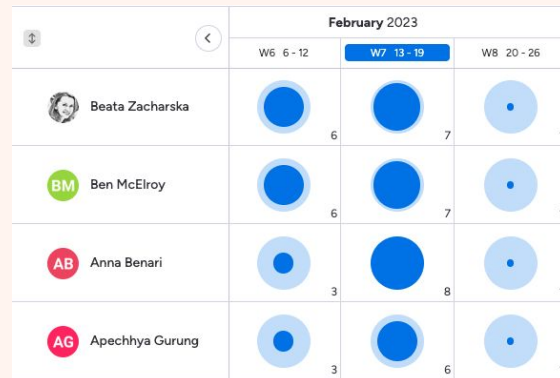 February 2023
W6 6 - 12
W7 13 - 19
W8 20 - 26
Beata Zacharska
6
7
BM Ben McElroy
6
7
AB Anna Benari
3
8
AG Apechhya Gurung
3
6